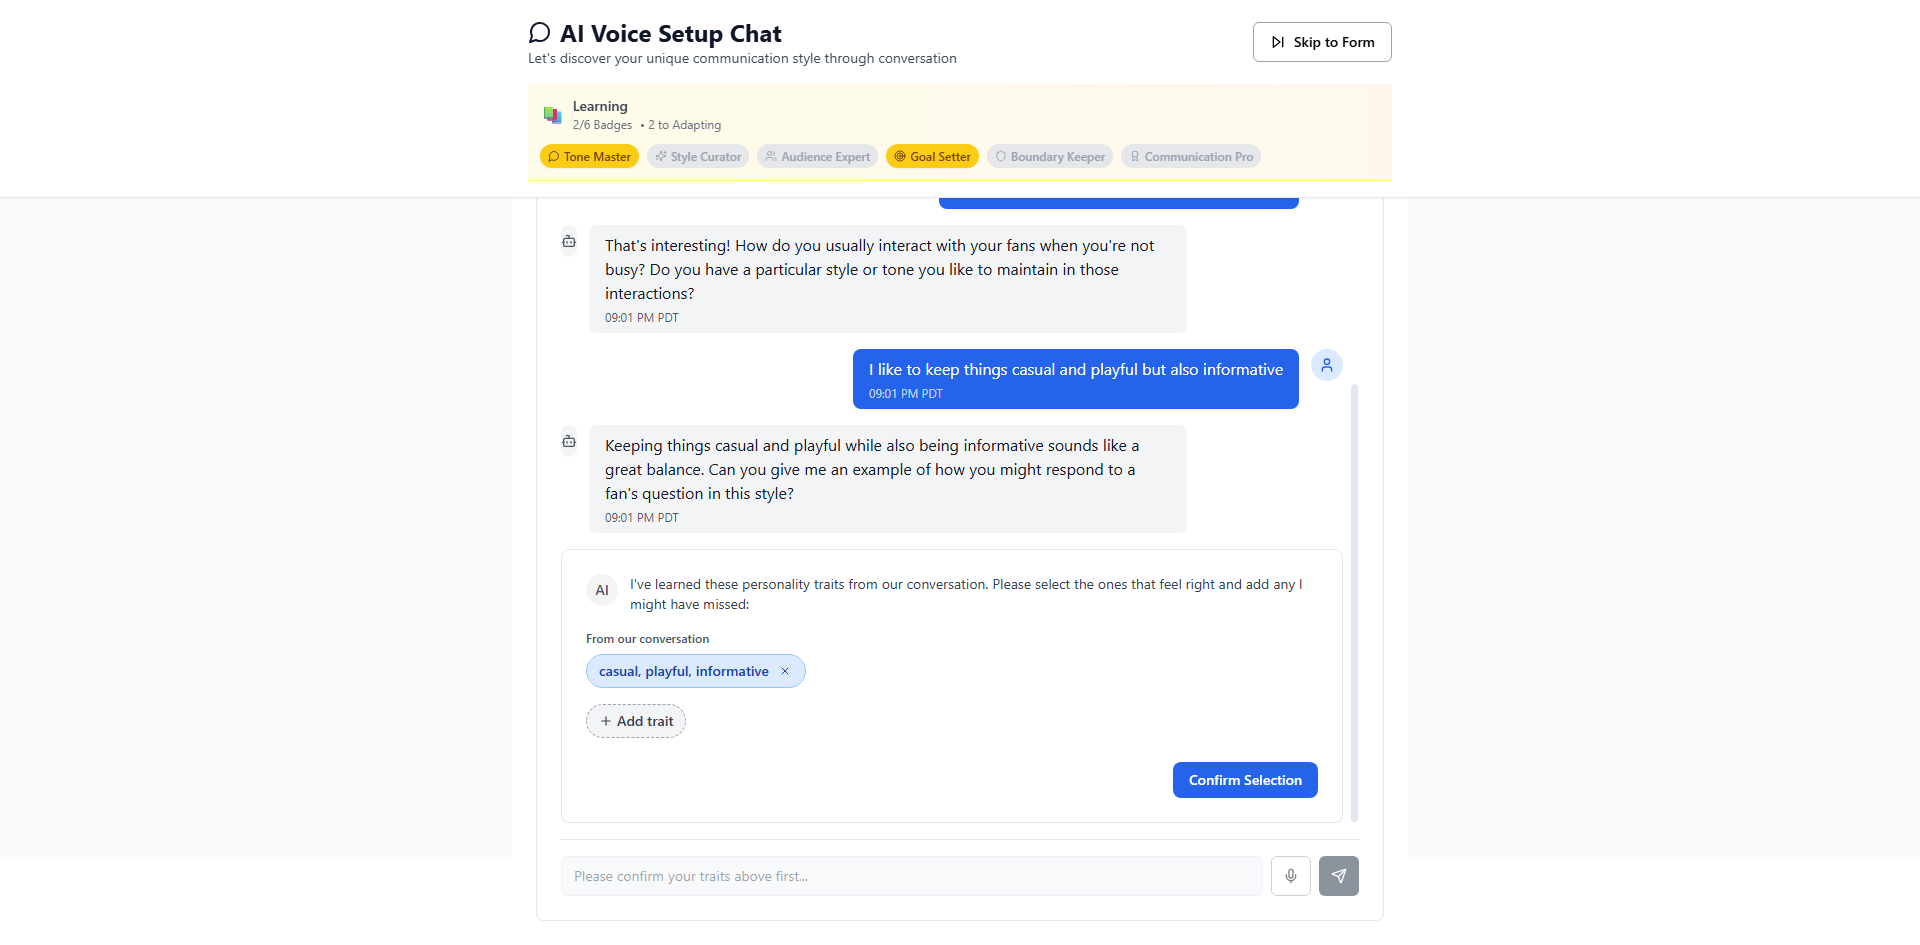 AI Voice Setup Chat
Let's discover your unique communication style through conversation
Skip to Form
Learning
2/6 Badges • 2 to Adapting
Tone Master
Style Curator
Audience Expert
Goal Setter
Boundary Keeper
Communication Pro
That's interesting! How do you usually interact with your fans when you're not
busy? Do you have a particular style or tone you like to maintain in those
interactions?
09:01 PM PDT
I like to keep things casual and playful but also informative
09:01 PM PDT
Keeping things casual and playful while also being informative sounds like a
great balance. Can you give me an example of how you might respond to a
fan's question in this style?
09:01 PM PDT
AI
I've learned these personality traits from our conversation. Please select the ones that feel right and add any I
might have missed:
From our conversation
casual, playful, informative ×
+ Add trait
Confirm Selection
Please confirm your traits above first...